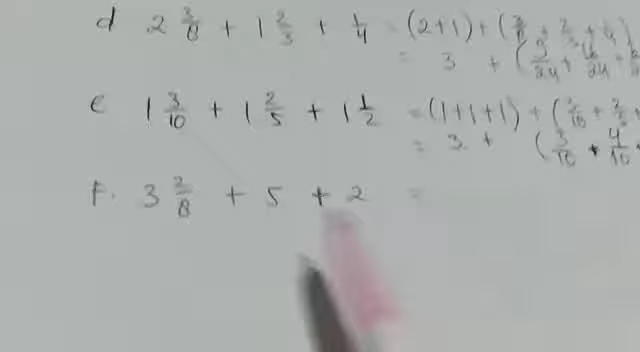 d 2 3/8 + 1 2/3 + 1/4 = (2+1) + (3/8 + 2/3 + 1/4)
= 3 + (9/24 + 16/24 +
e 1 3/10 + 1 2/5 + 1 1/2 = (1+1+1) + (3/10 + 2/5 +
= 3 + (3/10 + 4/10 +
F. 3 3/8 + 5 + 2 =